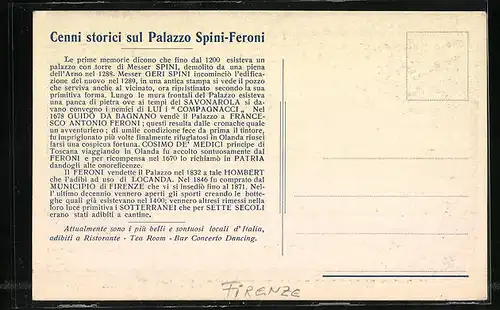 Cenni storici sul Palazzo Spini-Feroni
Le prime memorie dicono che fino dal 1200 esisteva un
palazzo con torre di Messer SPINI, demolito da una piena
dell'Arno nel 1288. Messer GERI SPINI incominciò l'edifica-
zione del nuovo nel 1289, in una antica stampa si vede il pozzo
che serviva anche al vicinato, ora ripristinato secondo la sua
primitiva forma. Lungo le mura frontali del Palazzo esisteva
una panca di pietra ove ai tempi del SAVONAROLA si da-
vano convegno i nemici di LUI i " COMPAGNACCI „ Nel
1678 GUIDO DA BAGNANO vendè il Palazzo a FRANCE-
SCO ANTONIO FERONI; questi resulta dalle cronache quale
un avventuriero; di umile condizione fece da prima il tintore,
fu imprigionato più volte finalmente rifugiatosi in Olanda riuscì
farsi una cospicua fortuna. COSIMO DE' MEDICI principe di
Toscana viaggiando in Olanda fu accolto sontuosamente dal
FERONI e per ricompensa nel 1670 lo richiamò in PATRIA
dandogli alte onoreficenze.
Il FERONI vendette il Palazzo nel 1832 a tale HOMBERT
che l'adibì ad uso di LOCANDA. Nel 1846 fu comprato dal
MUNICIPIO di FIRENZE che vi si insediò fino al 1871. Nel-
l'ultimo decennio vennero aperti gli sporti creando le botte-
ghe quali già esistevano nel 1400; vennero altresì rimessi nella
loro luce primitiva i SOTTERRANEI che per SETTE SECOLI
erano stati adibiti a cantine.
Attualmente sono i più belli e sontuosi locali d'Italia,
adibiti a Ristorante - Tea Room - Bar Concerto Dancing.
FIRENZE